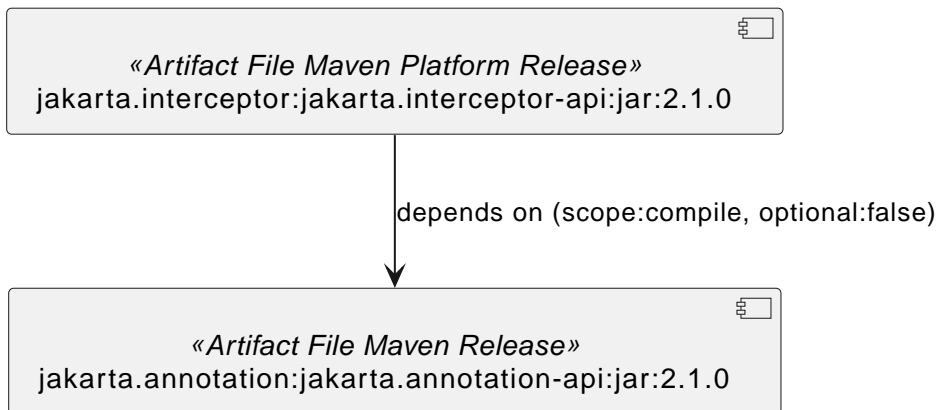 «Artifact File Maven Platform Release»
jakarta.interceptor:jakarta.interceptor-api:jar:2.1.0
depends on (scope:compile, optional:false)
«Artifact File Maven Release»
jakarta.annotation:jakarta.annotation-api:jar:2.1.0